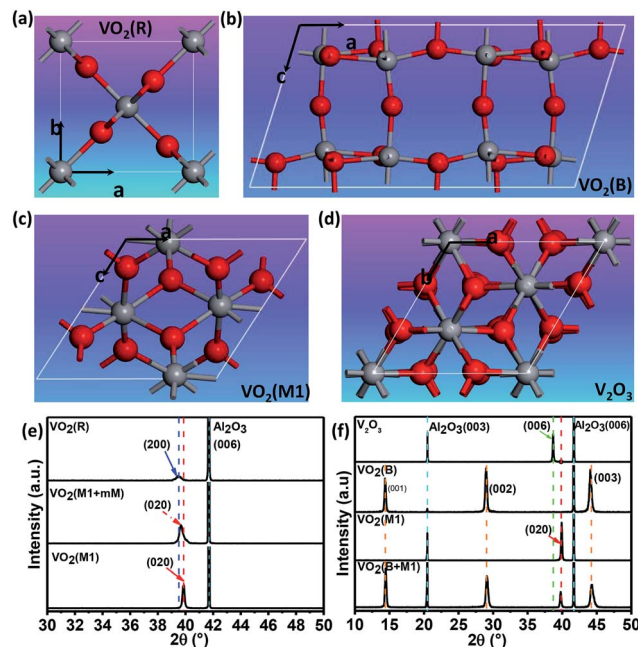 (a)
VO₂(R)
b
a
(b)
a
c
VO₂(B)
(c)
a
c
VO₂(M1)
(d)
a
b
V₂O₃
(e)
VO₂(R)
Al₂O₃
(200)
(006)
VO₂(M1+mM)
(020)
VO₂(M1)
(020)
Intensity (a.u.)
30 32 34 36 38 40 42 44 46 48 50
2θ (°)
(f)
V₂O₃
Al₂O₃(003)
(006)
Al₂O₃(006)
VO₂(B)
(001)
(002)
(003)
VO₂(M1)
(020)
VO₂(B+M1)
Intensity (a.u)
10 15 20 25 30 35 40 45 50
2θ (°)